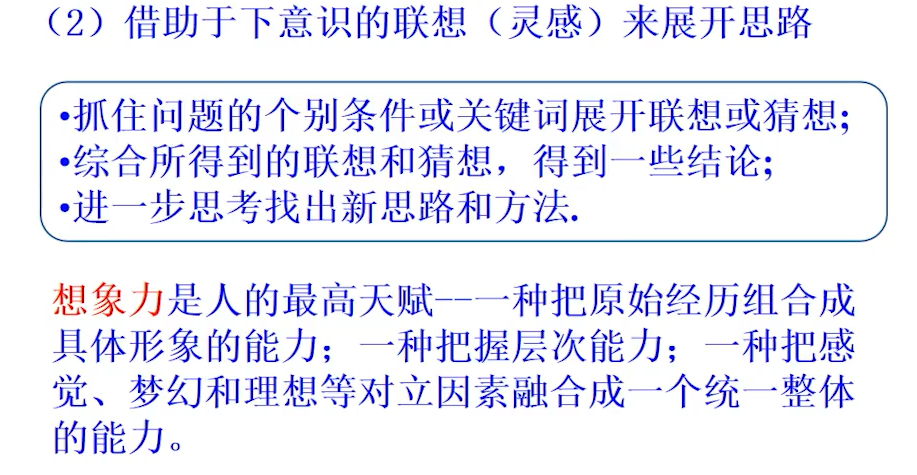 （2）借助于下意识的联想（灵感）来展开思路
•抓住问题的个别条件或关键词展开联想或猜想;
•综合所得到的联想和猜想，得到一些结论;
•进一步思考找出新思路和方法.
想象力是人的最高天赋--一种把原始经历组合成
具体形象的能力；一种把握层次能力；一种把感
觉、梦幻和理想等对立因素融合成一个统一整体
的能力。